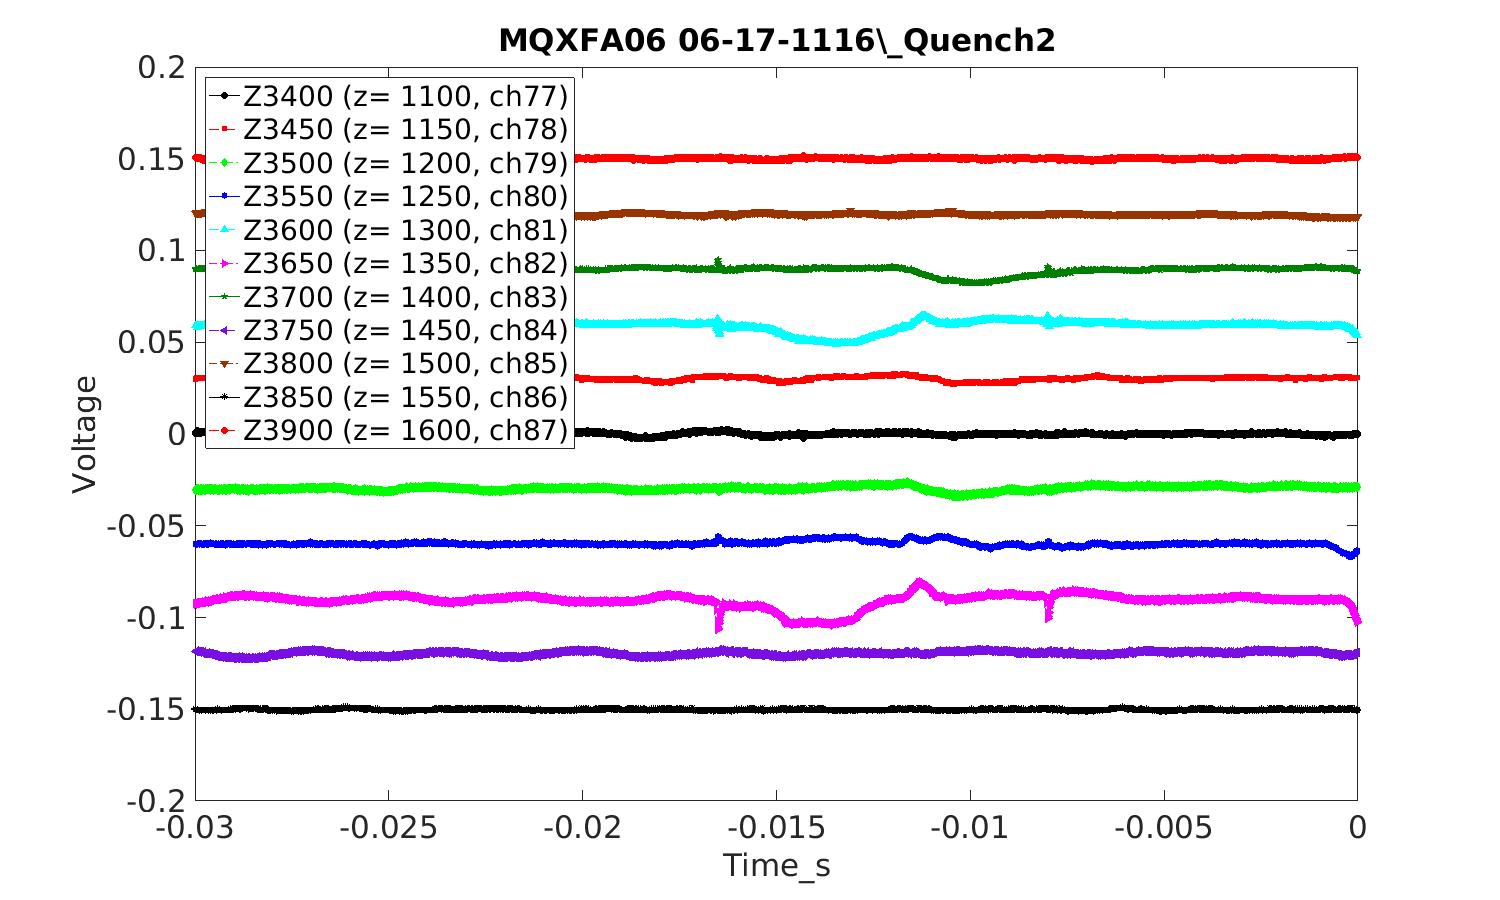 MQXFA06 06-17-1116\_Quench2
0.2
0.15
0.1
0.05
0
-0.05
-0.1
-0.15
-0.2
Voltage
Z3400 (z= 1100, ch77)
Z3450 (z= 1150, ch78)
Z3500 (z= 1200, ch79)
Z3550 (z= 1250, ch80)
Z3600 (z= 1300, ch81)
Z3650 (z= 1350, ch82)
Z3700 (z= 1400, ch83)
Z3750 (z= 1450, ch84)
Z3800 (z= 1500, ch85)
Z3850 (z= 1550, ch86)
Z3900 (z= 1600, ch87)
-0.03 -0.025 -0.02 -0.015 -0.01 -0.005 0
Time_s